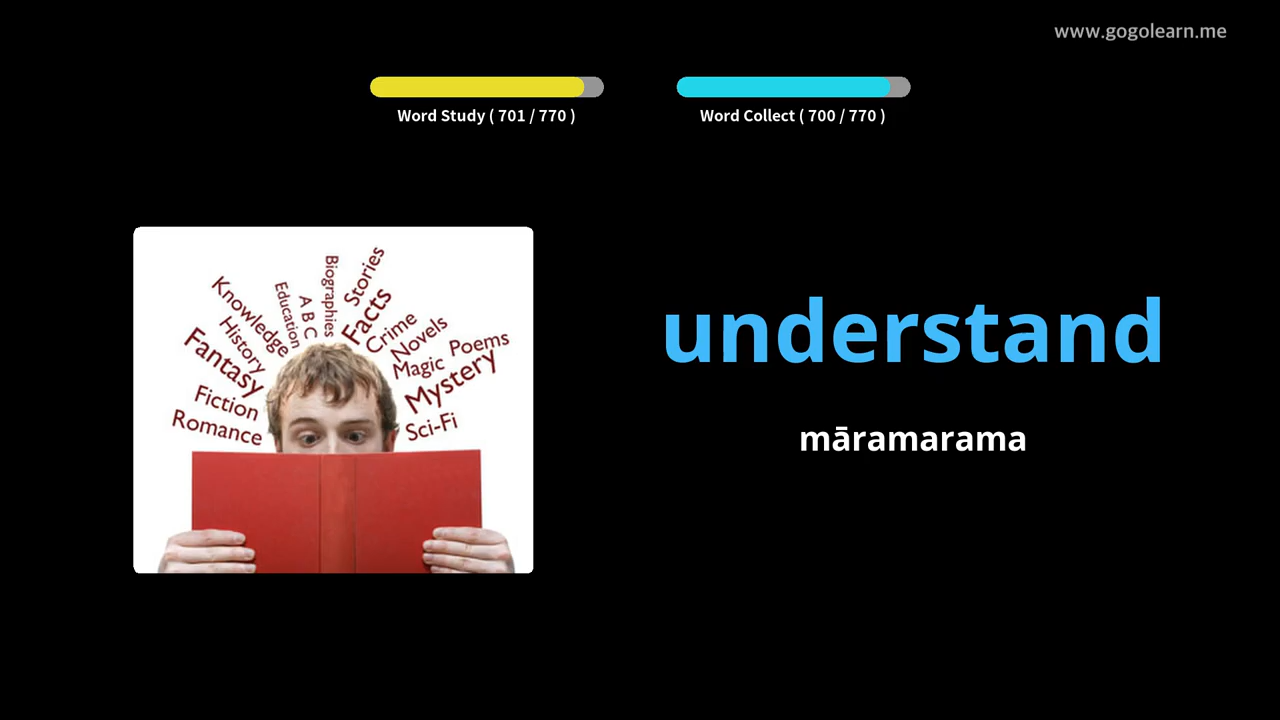 www.gogolearn.me
Word Study ( 701 / 770 )
Word Collect ( 700 / 770 )
Knowledge
History
Education
A B C
Biographies
Stories
Facts
Crime
Novels
Magic
Poems
Mystery
Fantasy
Fiction
Romance
Sci-Fi
understand
māramarama